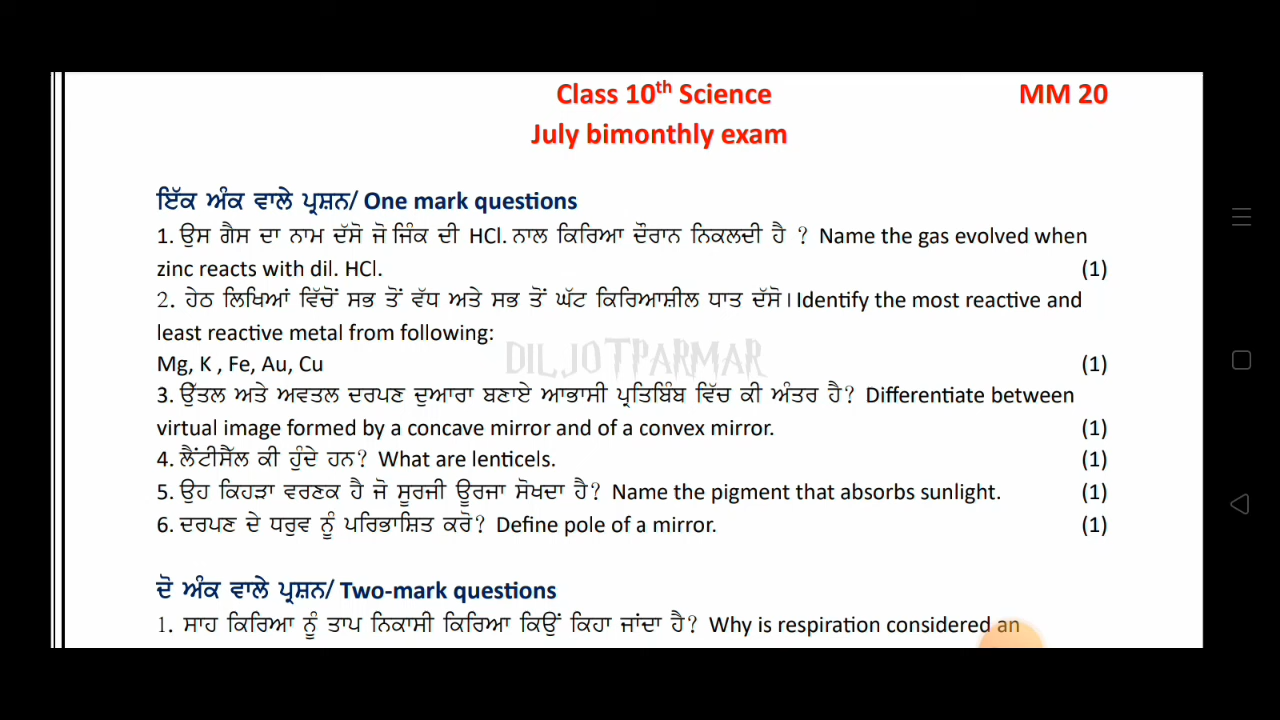 Class 10th Science MM 20
July bimonthly exam
ਇੱਕ ਅੰਕ ਵਾਲੇ ਪ੍ਰਸ਼ਨ/ One mark questions
1. ਉਸ ਗੈਸ ਦਾ ਨਾਮ ਦੱਸੋ ਜੋ ਜਿੰਕ ਦੀ HCl. ਨਾਲ ਕਿਰਿਆ ਦੌਰਾਨ ਨਿਕਲਦੀ ਹੈ ? Name the gas evolved when
zinc reacts with dil. HCl. (1)
2. ਹੇਠ ਲਿਖਿਆਂ ਵਿੱਚੋਂ ਸਭ ਤੋਂ ਵੱਧ ਅਤੇ ਸਭ ਤੋਂ ਘੱਟ ਕਿਰਿਆਸ਼ੀਲ ਧਾਤ ਦੱਸੋ। Identify the most reactive and
least reactive metal from following:
DILJOTPARMAR
Mg, K , Fe, Au, Cu (1)
3. ਉੱਤਲ ਅਤੇ ਅਵਤਲ ਦਰਪਣ ਦੁਆਰਾ ਬਣਾਏ ਆਭਾਸੀ ਪ੍ਰਤਿਬਿੰਬ ਵਿੱਚ ਕੀ ਅੰਤਰ ਹੈ? Differentiate between
virtual image formed by a concave mirror and of a convex mirror. (1)
4. ਲੈਂਟੀਸੈੱਲ ਕੀ ਹੁੰਦੇ ਹਨ? What are lenticels. (1)
5. ਉਹ ਕਿਹੜਾ ਵਰਣਕ ਹੈ ਜੋ ਸੂਰਜੀ ਊਰਜਾ ਸੋਖਦਾ ਹੈ? Name the pigment that absorbs sunlight. (1)
6. ਦਰਪਣ ਦੇ ਧਰੁਵ ਨੂੰ ਪਰਿਭਾਸ਼ਿਤ ਕਰੋ? Define pole of a mirror. (1)
ਦੋ ਅੰਕ ਵਾਲੇ ਪ੍ਰਸ਼ਨ/ Two-mark questions
1. ਸਾਹ ਕਿਰਿਆ ਨੂੰ ਤਾਪ ਨਿਕਾਸੀ ਕਿਰਿਆ ਕਿਉਂ ਕਿਹਾ ਜਾਂਦਾ ਹੈ? Why is respiration considered an